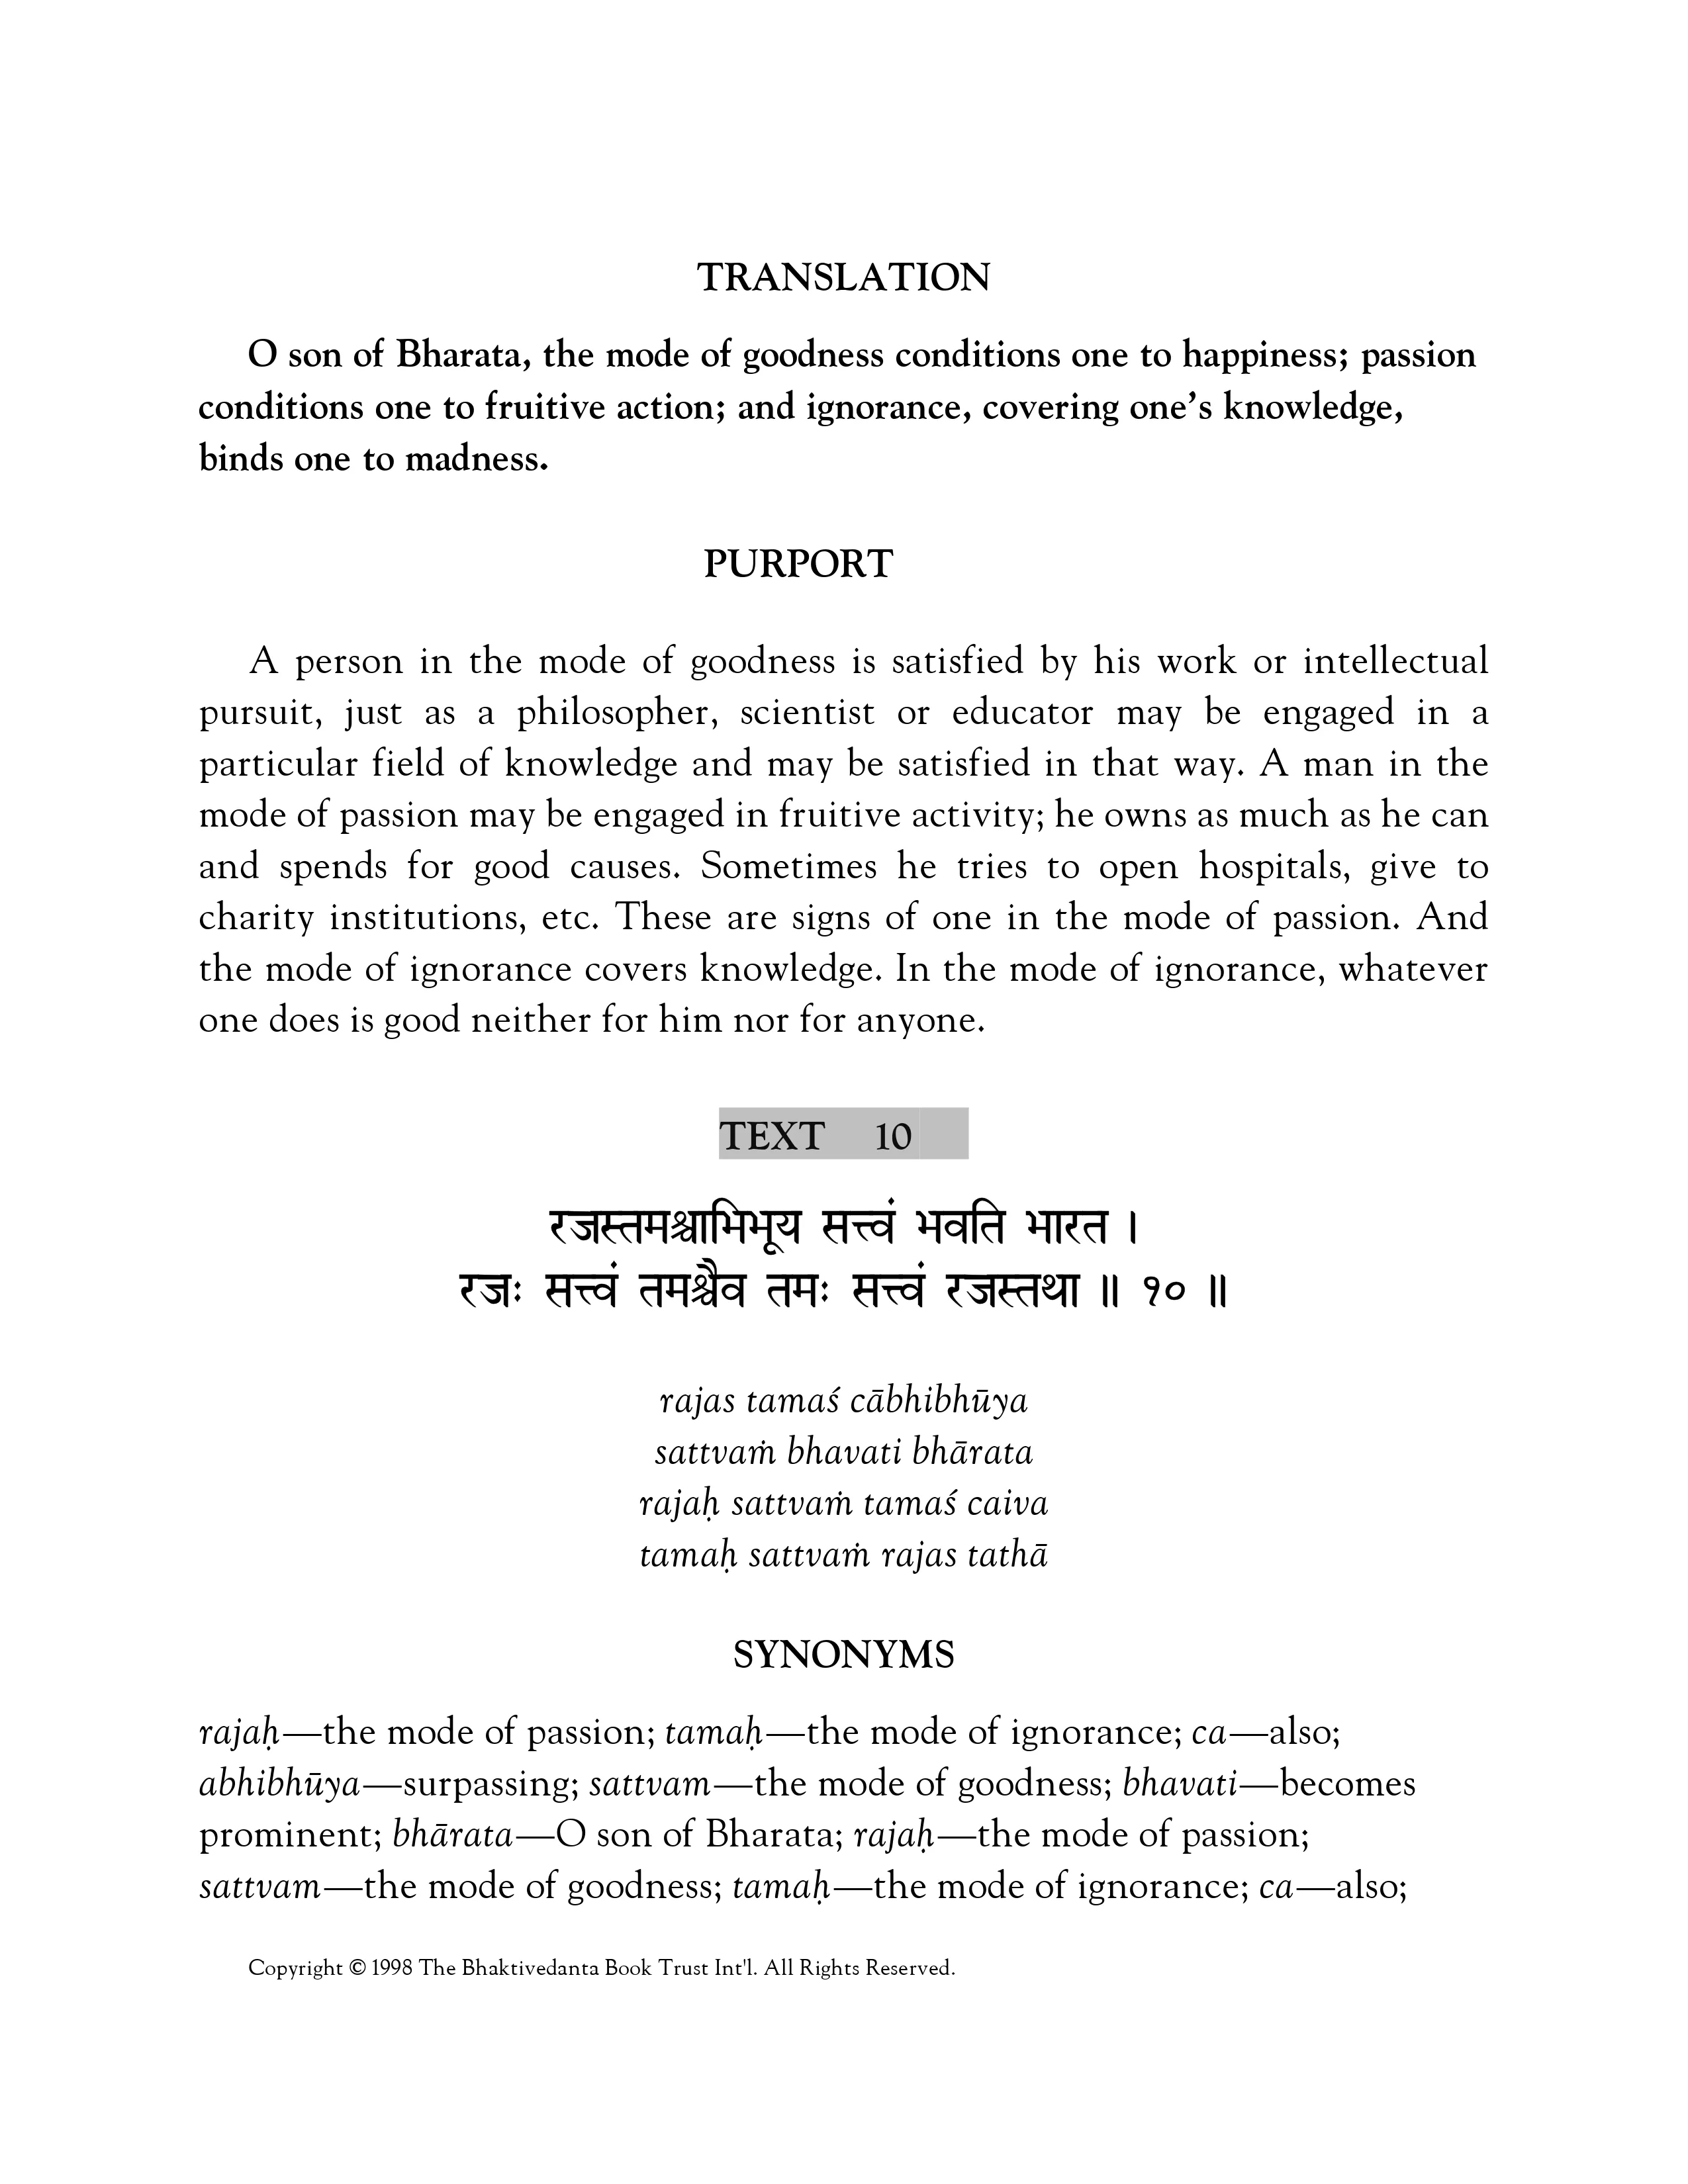 TRANSLATION
O son of Bharata, the mode of goodness conditions one to happiness; passion
conditions one to fruitive action; and ignorance, covering one’s knowledge,
binds one to madness.
PURPORT
A person in the mode of goodness is satisfied by his work or intellectual
pursuit, just as a philosopher, scientist or educator may be engaged in a
particular field of knowledge and may be satisfied in that way. A man in the
mode of passion may be engaged in fruitive activity; he owns as much as he can
and spends for good causes. Sometimes he tries to open hospitals, give to
charity institutions, etc. These are signs of one in the mode of passion. And
the mode of ignorance covers knowledge. In the mode of ignorance, whatever
one does is good neither for him nor for anyone.
TEXT 10
रजस्तमश्चाभिभूय सत्त्वं भवति भारत ।
रजः सत्त्वं तमश्चैव तमः सत्त्वं रजस्तथा ॥ १० ॥
rajas tamaś cābhibhūya
sattvaṁ bhavati bhārata
rajaḥ sattvaṁ tamaś caiva
tamaḥ sattvaṁ rajas tathā
SYNONYMS
rajaḥ—the mode of passion; tamaḥ—the mode of ignorance; ca—also;
abhibhūya—surpassing; sattvam—the mode of goodness; bhavati—becomes
prominent; bhārata—O son of Bharata; rajaḥ—the mode of passion;
sattvam—the mode of goodness; tamaḥ—the mode of ignorance; ca—also;
Copyright © 1998 The Bhaktivedanta Book Trust Int'l. All Rights Reserved.